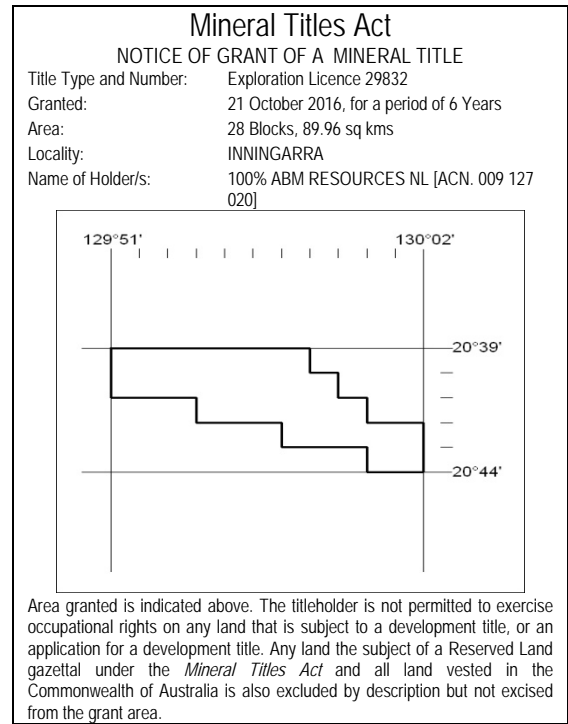 Mineral Titles Act
NOTICE OF GRANT OF A MINERAL TITLE
Title Type and Number: Exploration Licence 29832
Granted: 21 October 2016, for a period of 6 Years
Area: 28 Blocks, 89.96 sq kms
Locality: INNINGARRA
Name of Holder/s: 100% ABM RESOURCES NL [ACN. 009 127
020]
129°51' 130°02'
20°39'
20°44'
Area granted is indicated above. The titleholder is not permitted to exercise
occupational rights on any land that is subject to a development title, or an
application for a development title. Any land the subject of a Reserved Land
gazettal under the Mineral Titles Act and all land vested in the
Commonwealth of Australia is also excluded by description but not excised
from the grant area.